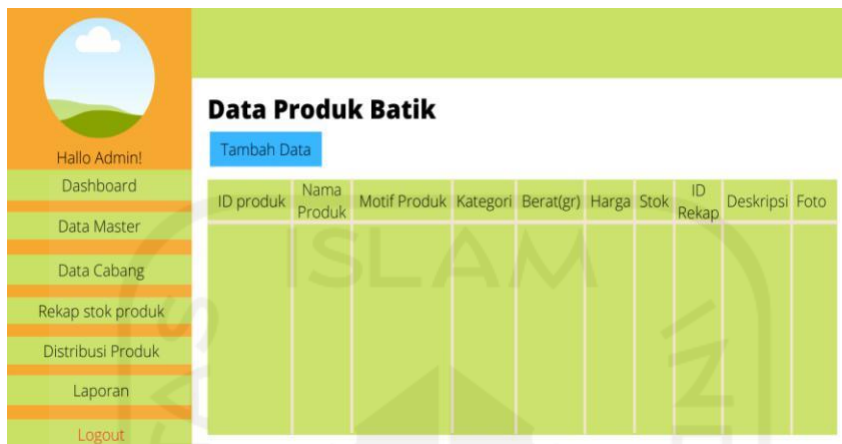 Hallo Admin!
Dashboard
Data Master
Data Cabang
Rekap stok produk
Distribusi Produk
Laporan
Logout
Data Produk Batik
Tambah Data
ID produk
Nama
Produk
Motif Produk
Kategori
Berat(gr)
Harga
Stok
ID
Rekap
Deskripsi
Foto
ISLAM